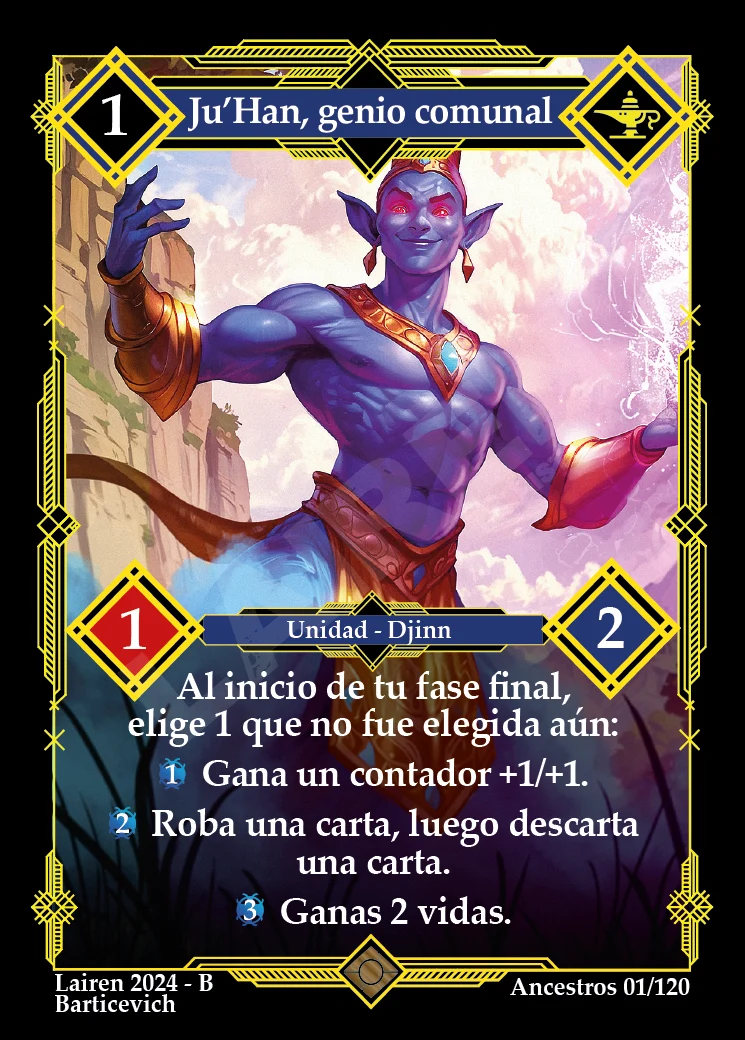 1
Ju'Han, genio comunal
1
Unidad - Djinn
2
Al inicio de tu fase final,
elige 1 que no fue elegida aún:
1 Gana un contador +1/+1.
2 Roba una carta, luego descarta
una carta.
3 Ganas 2 vidas.
Lairen 2024 - B
Barticevich
Ancestros 01/120